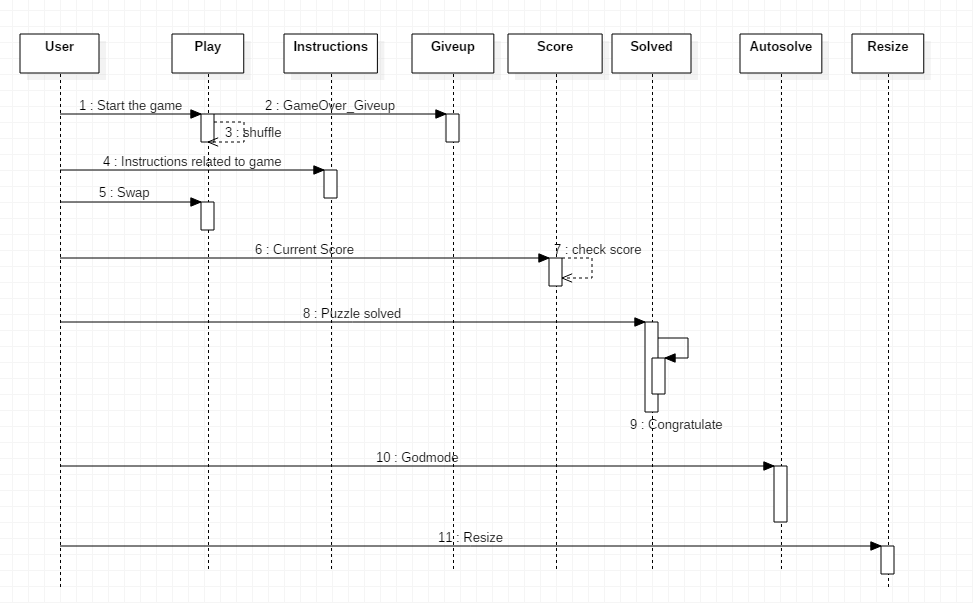 User
Play
Instructions
Giveup
Score
Solved
Autosolve
Resize
1 : Start the game
2 : GameOver_Giveup
3 : shuffle
4 : Instructions related to game
5 : Swap
6 : Current Score
7 : check score
8 : Puzzle solved
9 : Congratulate
10 : Godmode
11 : Resize